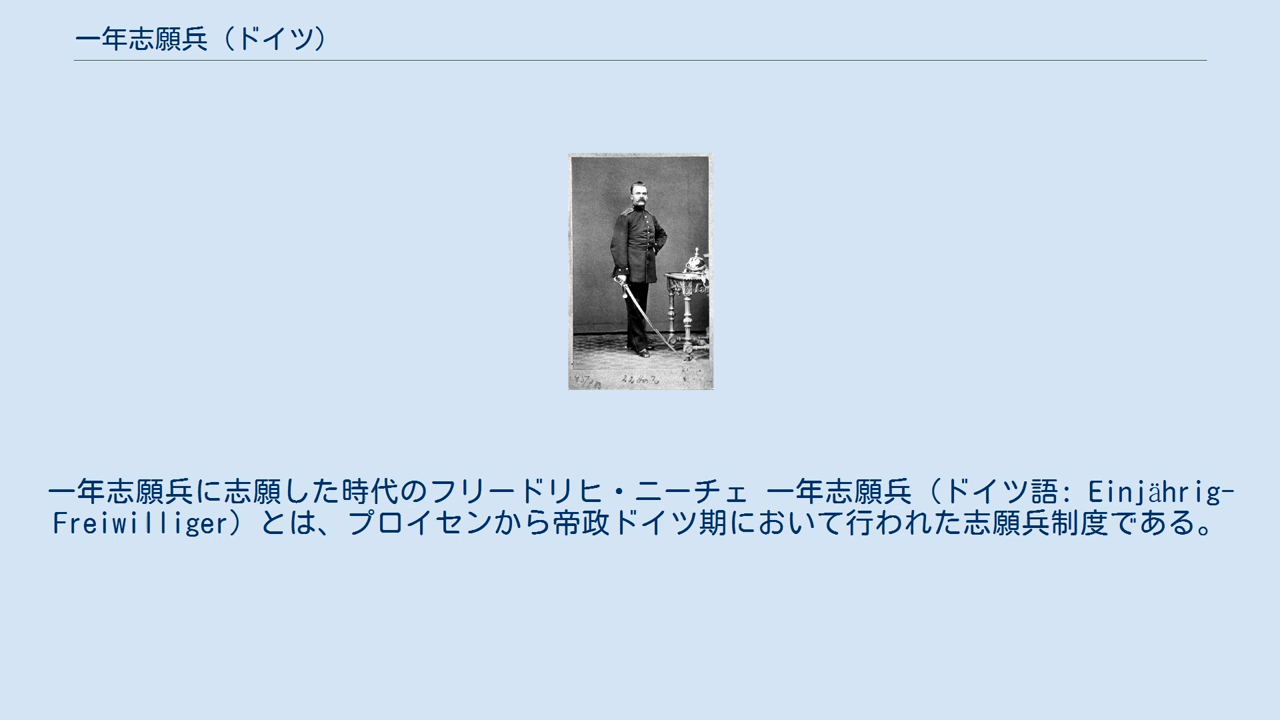 一年志願兵（ドイツ）
一年志願兵に志願した時代のフリードリヒ・ニーチェ 一年志願兵（ドイツ語: Einjährig-
Freiwilliger）とは、プロイセンから帝政ドイツ期において行われた志願兵制度である。